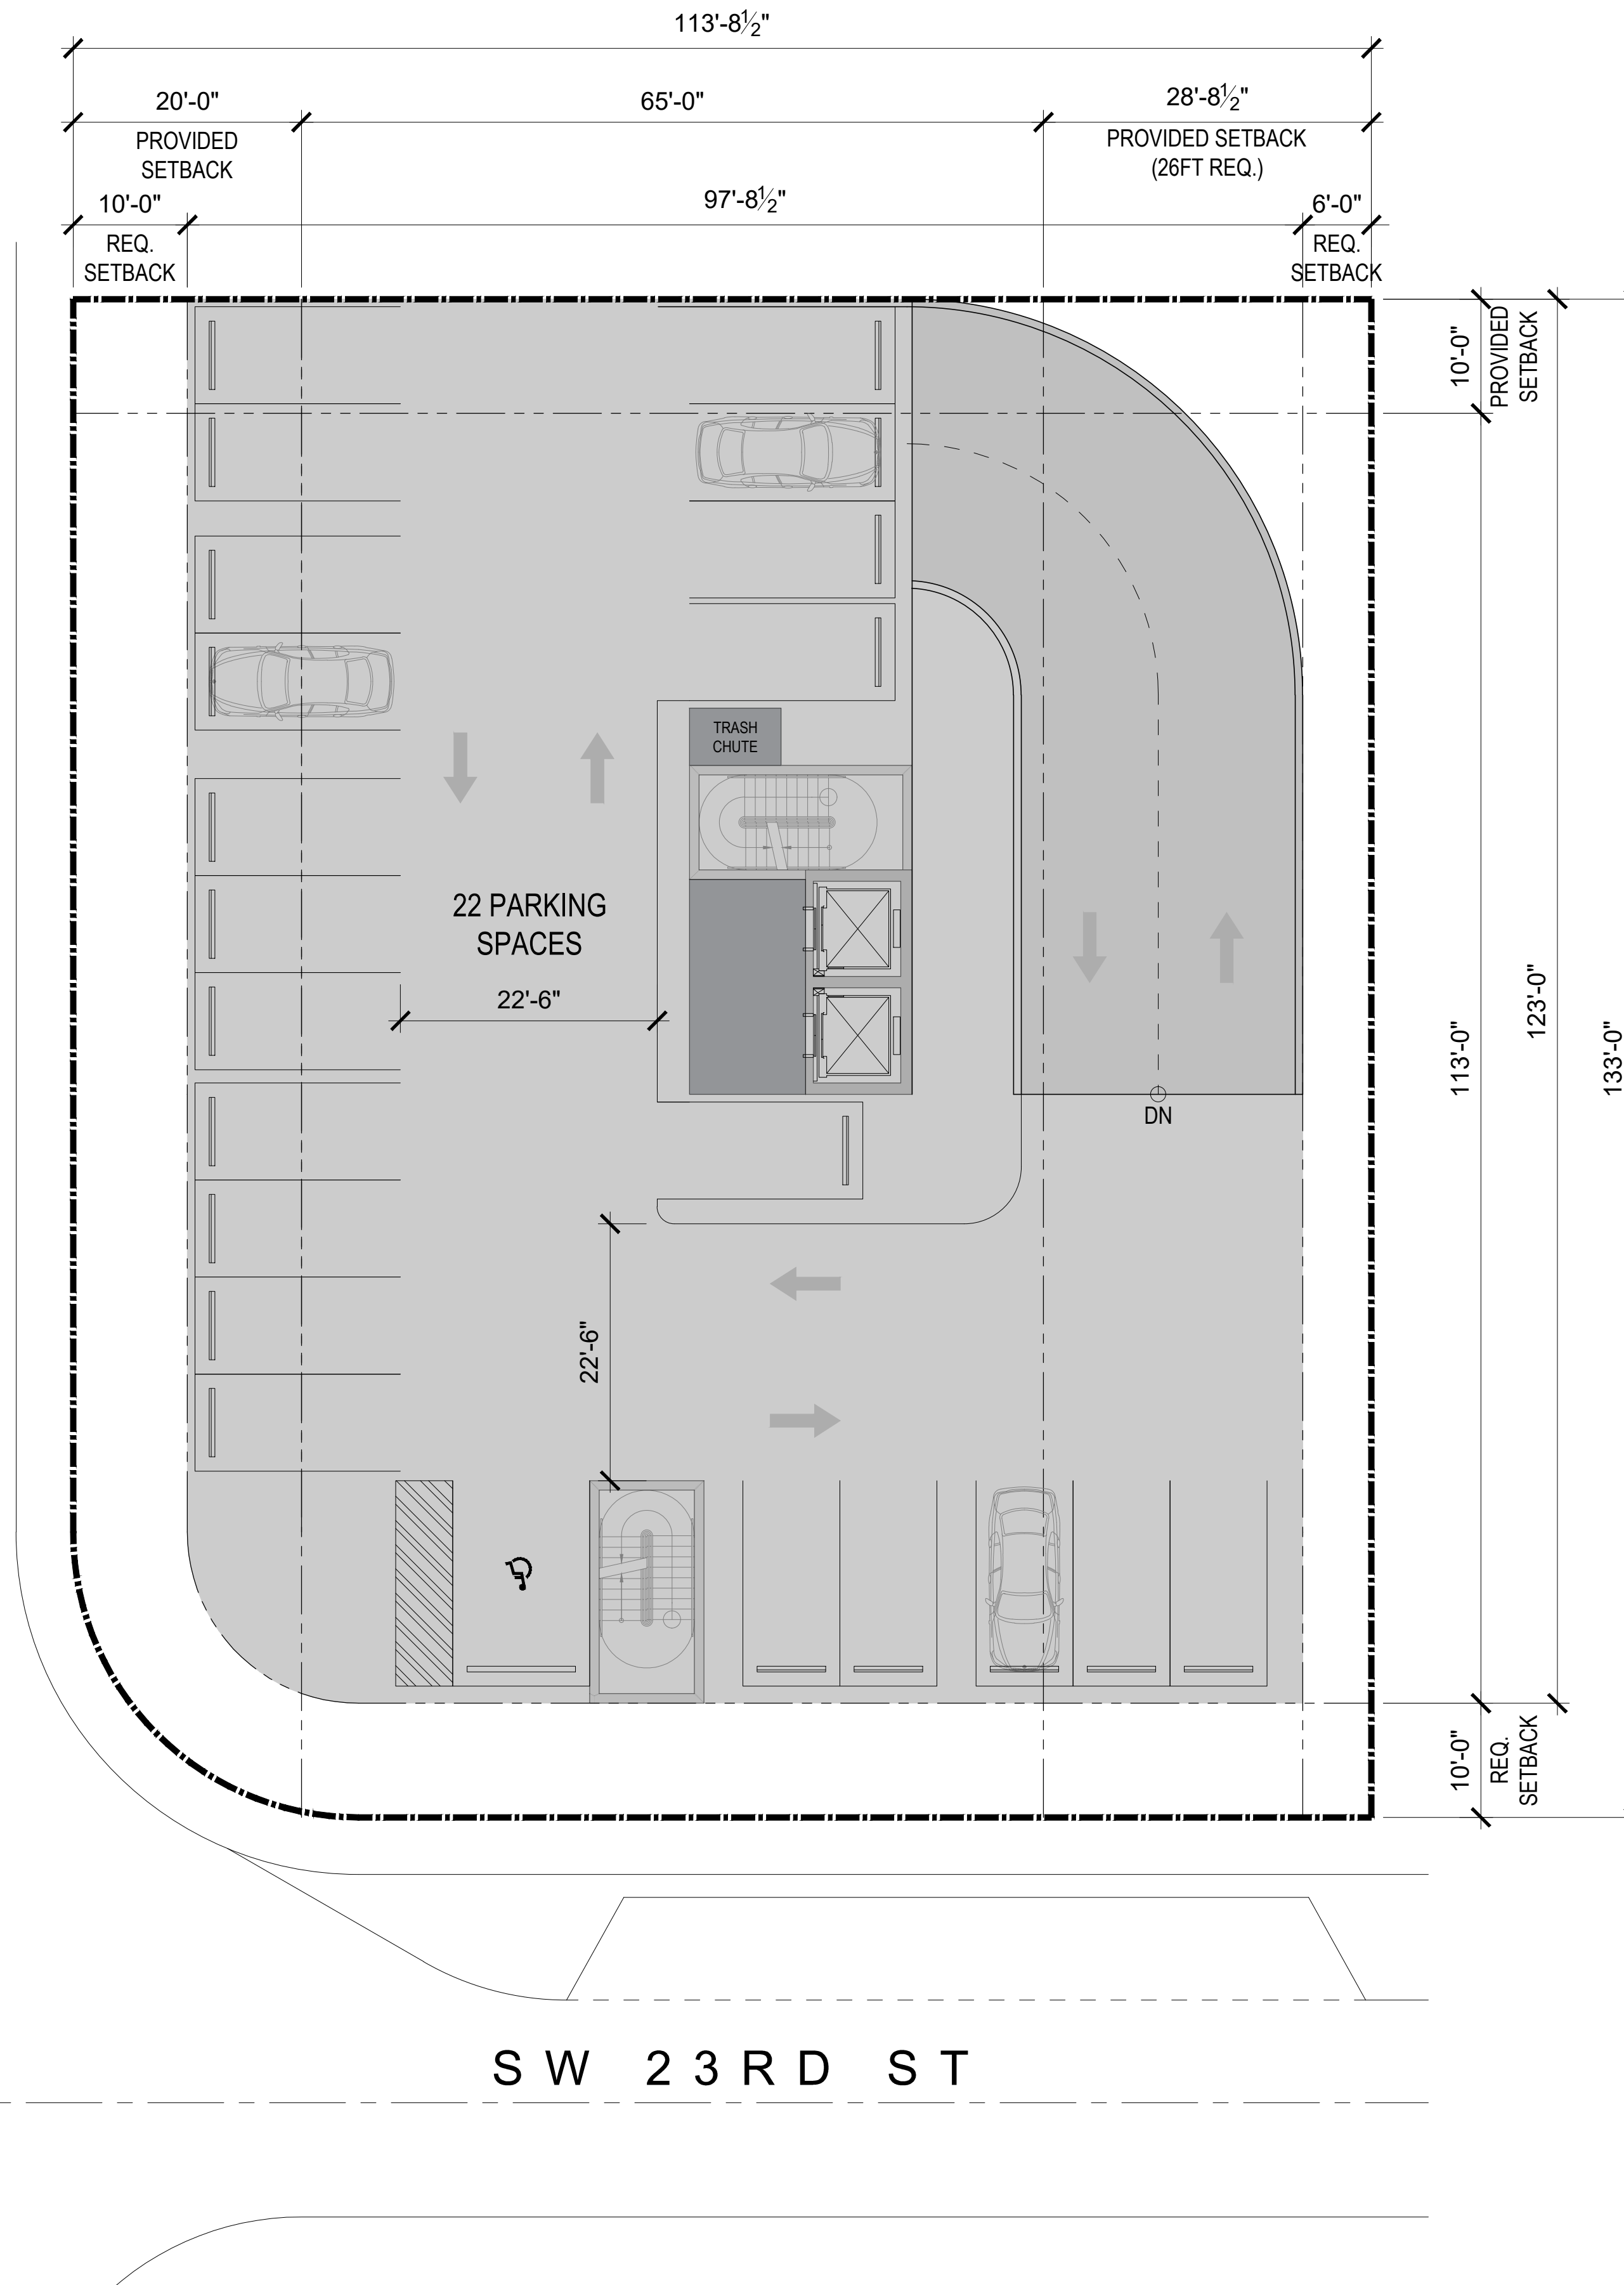 113'-8½"
20'-0"
65'-0"
28'-8½"
PROVIDED
SETBACK
PROVIDED SETBACK
(26FT REQ.)
10'-0"
97'-8½"
6'-0"
REQ.
SETBACK
REQ.
SETBACK
10'-0"
PROVIDED
SETBACK
TRASH
CHUTE
22 PARKING
SPACES
22'-6"
DN
113'-0"
123'-0"
133'-0"
22'-6"
10'-0"
REQ.
SETBACK
SW 23RD ST